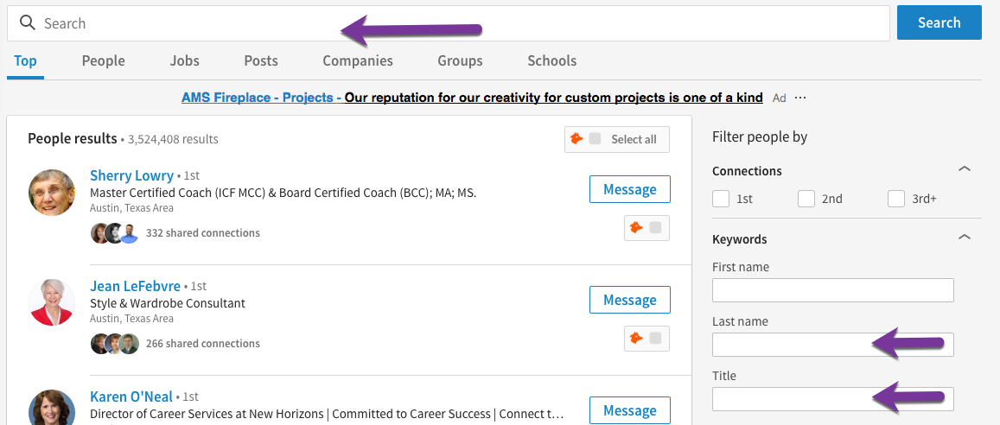 Search
Search
Top People Jobs Posts Companies Groups Schools
AMS Fireplace - Projects - Our reputation for our creativity for custom projects is one of a kind Ad ···
People results • 3,524,408 results
Select all
Sherry Lowry • 1st
Master Certified Coach (ICF MCC) & Board Certified Coach (BCC); MA; MS.
Austin, Texas Area
332 shared connections
Message
Jean LeFebvre • 1st
Style & Wardrobe Consultant
Austin, Texas Area
266 shared connections
Message
Karen O'Neal • 1st
Director of Career Services at New Horizons | Committed to Career Success | Connect t…
Message
Filter people by
Connections
1st 2nd 3rd+
Keywords
First name
Last name
Title